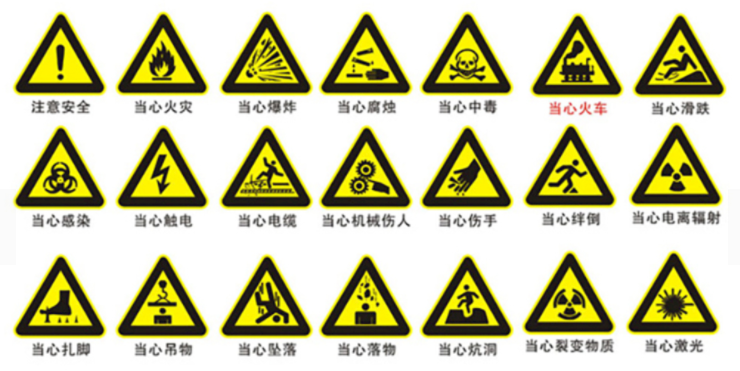 注意安全
当心火灾
当心爆炸
当心腐烛
当心中毒
当心火车
当心滑跌
当心感染
当心触电
当心电缆
当心机械伤人
当心伤手
当心绊倒
当心电离辐射
当心扎脚
当心吊物
当心坠落
当心落物
当心炕洞
当心裂变物质
当心激光